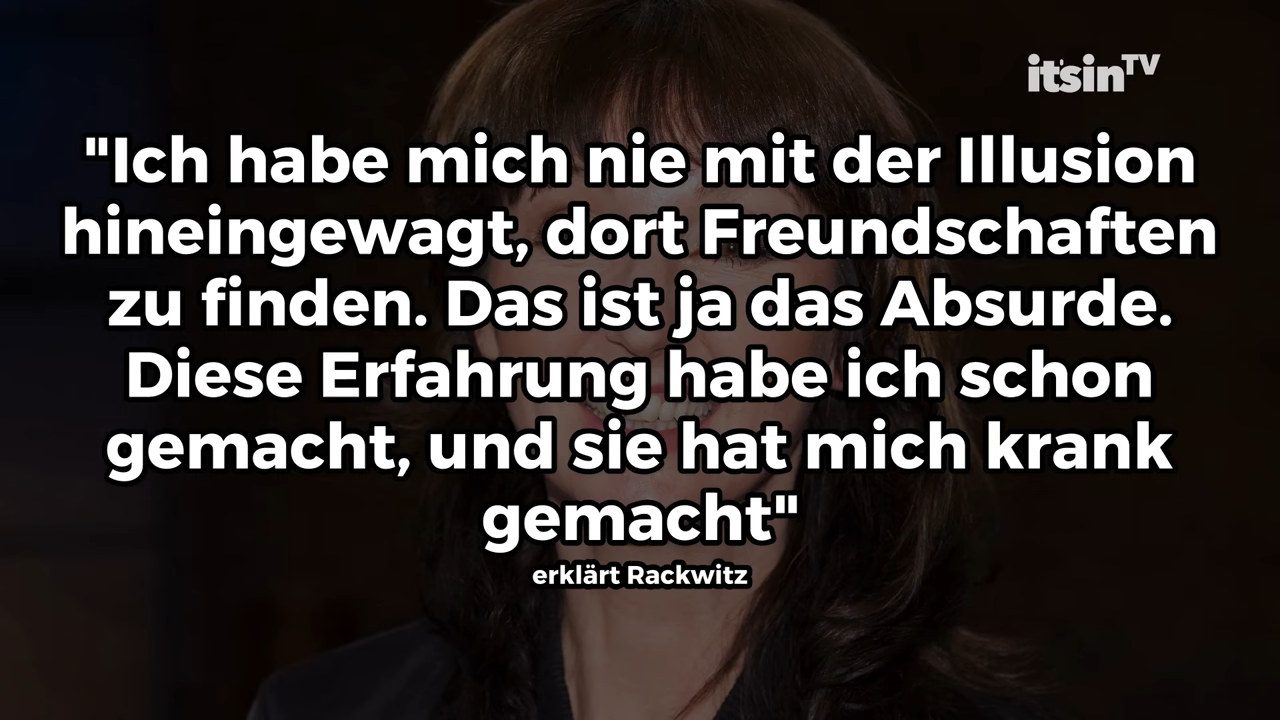 itsinTV
"Ich habe mich nie mit der Illusion
hineingewagt, dort Freundschaften
zu finden. Das ist ja das Absurde.
Diese Erfahrung habe ich schon
gemacht, und sie hat mich krank
gemacht"
erklärt Rackwitz